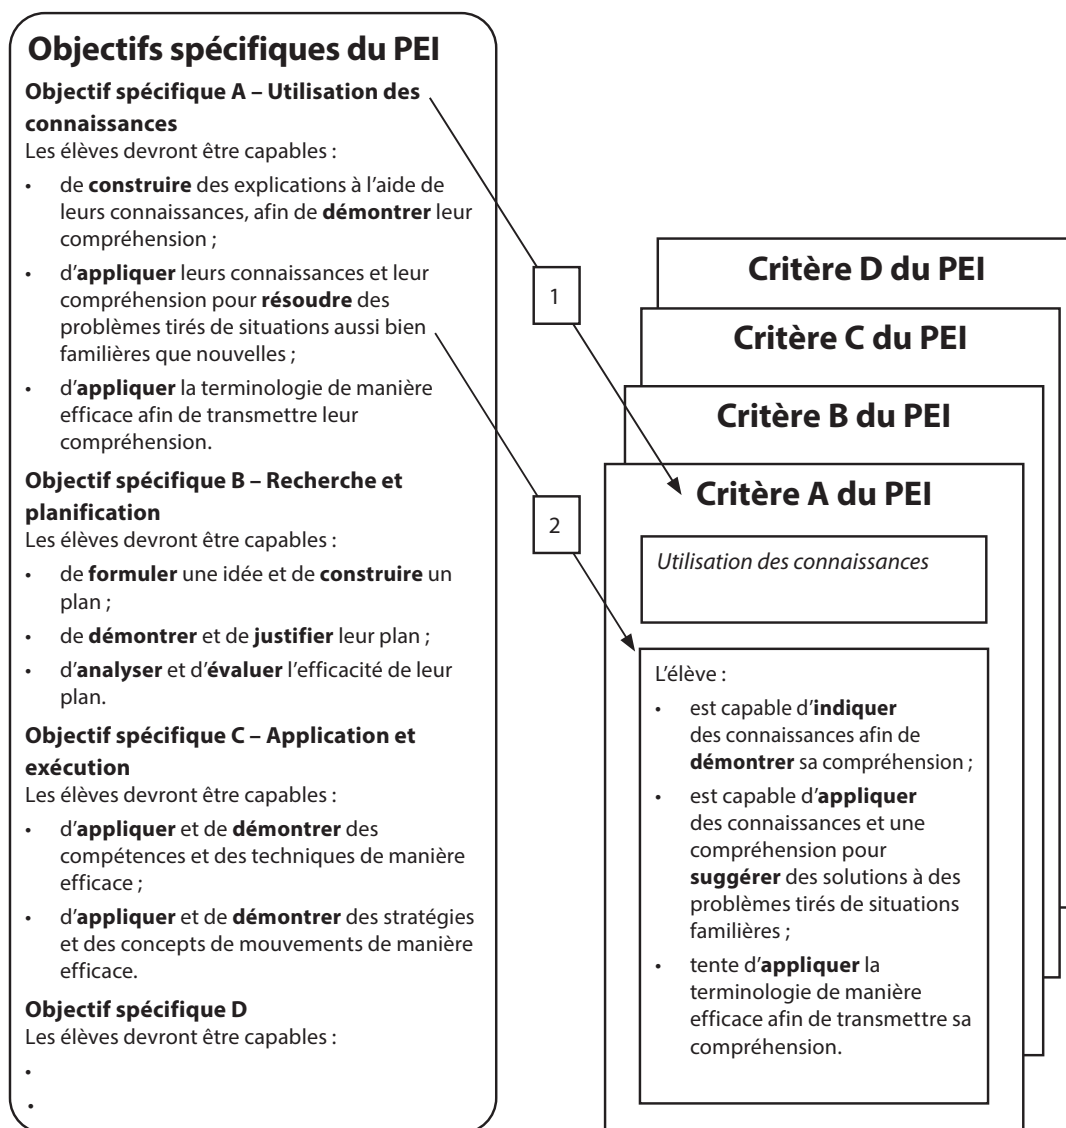 Objectifs spécifiques du PEI
Objectif spécifique A – Utilisation des
connaissances
Les élèves devront être capables :
• de construire des explications à l'aide de
leurs connaissances, afin de démontrer leur
compréhension ;
• d'appliquer leurs connaissances et leur
compréhension pour résoudre des
problèmes tirés de situations aussi bien
familières que nouvelles ;
• d'appliquer la terminologie de manière
efficace afin de transmettre leur
compréhension.
Objectif spécifique B – Recherche et
planification
Les élèves devront être capables :
• de formuler une idée et de construire un
plan ;
• de démontrer et de justifier leur plan ;
• d'analyser et d'évaluer l'efficacité de leur
plan.
Objectif spécifique C – Application et
exécution
Les élèves devront être capables :
• d'appliquer et de démontrer des
compétences et des techniques de manière
efficace ;
• d'appliquer et de démontrer des stratégies
et des concepts de mouvements de manière
efficace.
Objectif spécifique D
Les élèves devront être capables :
•
•
1
2
Critère D du PEI
Critère C du PEI
Critère B du PEI
Critère A du PEI
Utilisation des connaissances
L'élève :
• est capable d'indiquer
des connaissances afin de
démontrer sa compréhension ;
• est capable d'appliquer
des connaissances et une
compréhension pour
suggérer des solutions à des
problèmes tirés de situations
familières ;
• tente d'appliquer la
terminologie de manière
efficace afin de transmettre sa
compréhension.